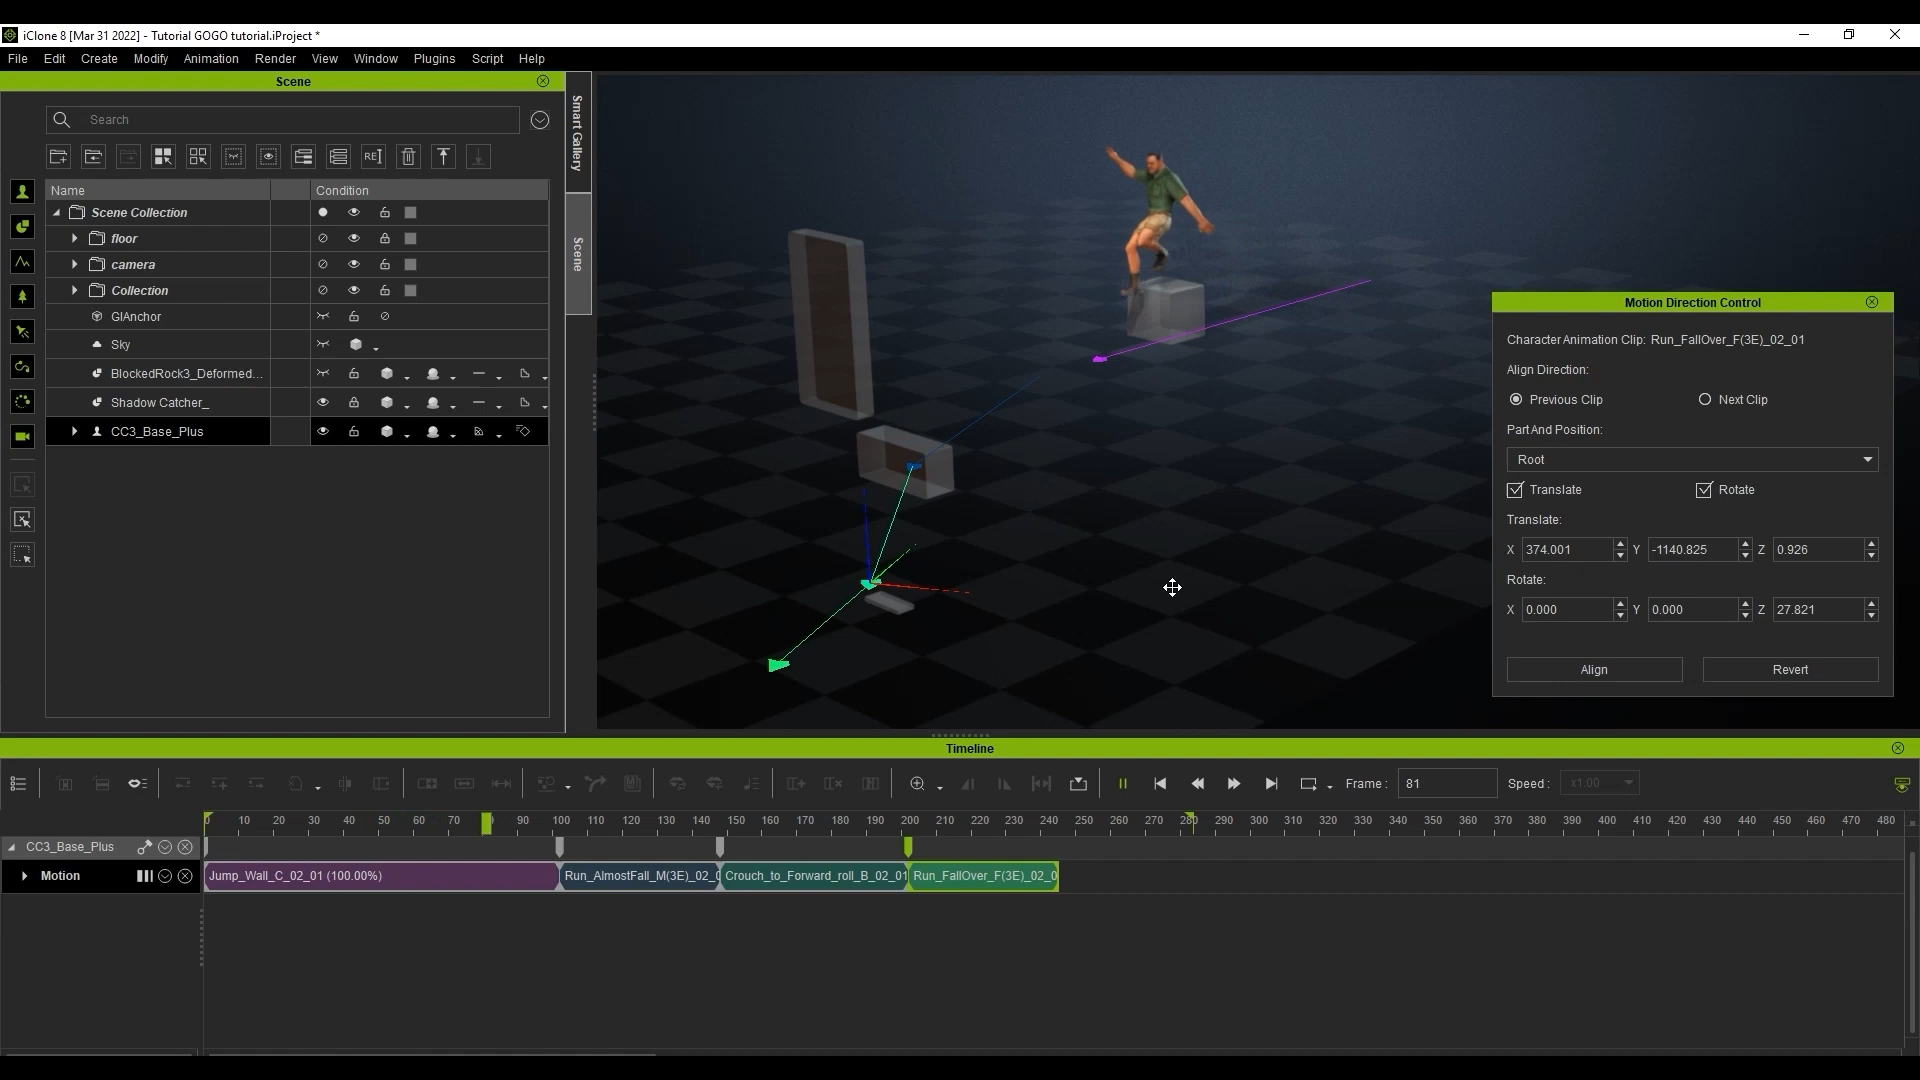 iClone 8 [Mar 31 2022] - Tutorial GOGO tutorial.iProject *
File Edit Create Modify Animation Render View Window Plugins Script Help
Scene
Search
REI
Name Condition
Scene Collection
floor
camera
Collection
GIAnchor
Sky
BlockedRock3_Deformed...
Shadow Catcher_
CC3_Base_Plus
Smart Gallery
Scene
Motion Direction Control
Character Animation Clip: Run_FallOver_F(3E)_02_01
Align Direction:
Previous Clip Next Clip
Part And Position:
Root
Translate Rotate
Translate:
X 374.001 Y -1140.825 Z 0.926
Rotate:
X 0.000 Y 0.000 Z 27.821
Align Revert
Timeline
Frame : 81 Speed : x1.00
0 10 20 30 40 50 60 70 90 100 110 120 130 140 150 160 170 180 190 200 210 220 230 240 250 260 270 280 290 300 310 320 330 340 350 360 370 380 390 400 410 420 430 440 450 460 470 480
CC3_Base_Plus
Motion Jump_Wall_C_02_01 (100.00%) Run_AlmostFall_M(3E)_02_0 Crouch_to_Forward_roll_B_02_01 Run_FallOver_F(3E)_02_0